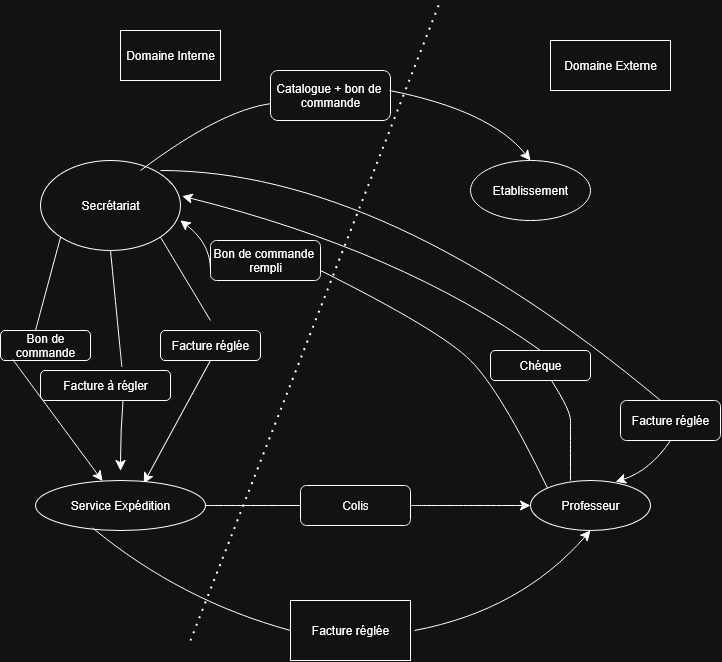 Domaine Interne
Domaine Externe
Catalogue + bon de
commande
Etablissement
Secrétariat
Bon de commande
rempli
Bon de
commande
Facture réglée
Facture à régler
Chéque
Facture réglée
Service Expédition
Colis
Professeur
Facture réglée